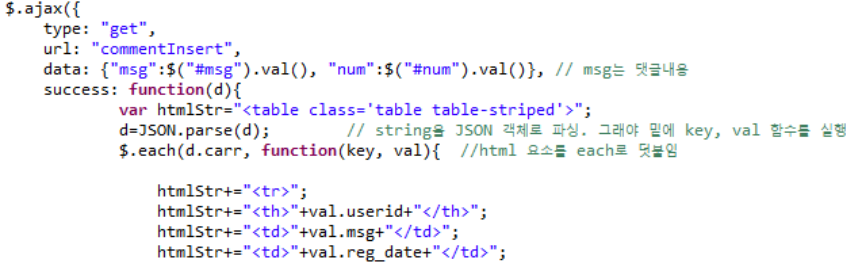 $.ajax({
type: "get",
url: "commentInsert",
data: {"msg":$("#msg").val(), "num":$("#num").val()}, // msg는 댓글내용
success: function(d){
var htmlStr="<table class='table table-striped'>";
d=JSON.parse(d); // string을 JSON 객체로 파싱. 그래야 밑에 key, val 함수를 실행
$.each(d.carr, function(key, val){ //html 요소를 each로 덧붙임
htmlStr+="<tr>";
htmlStr+="<th>"+val.userid+"</th>";
htmlStr+="<td>"+val.msg+"</td>";
htmlStr+="<td>"+val.reg_date+"</td>";